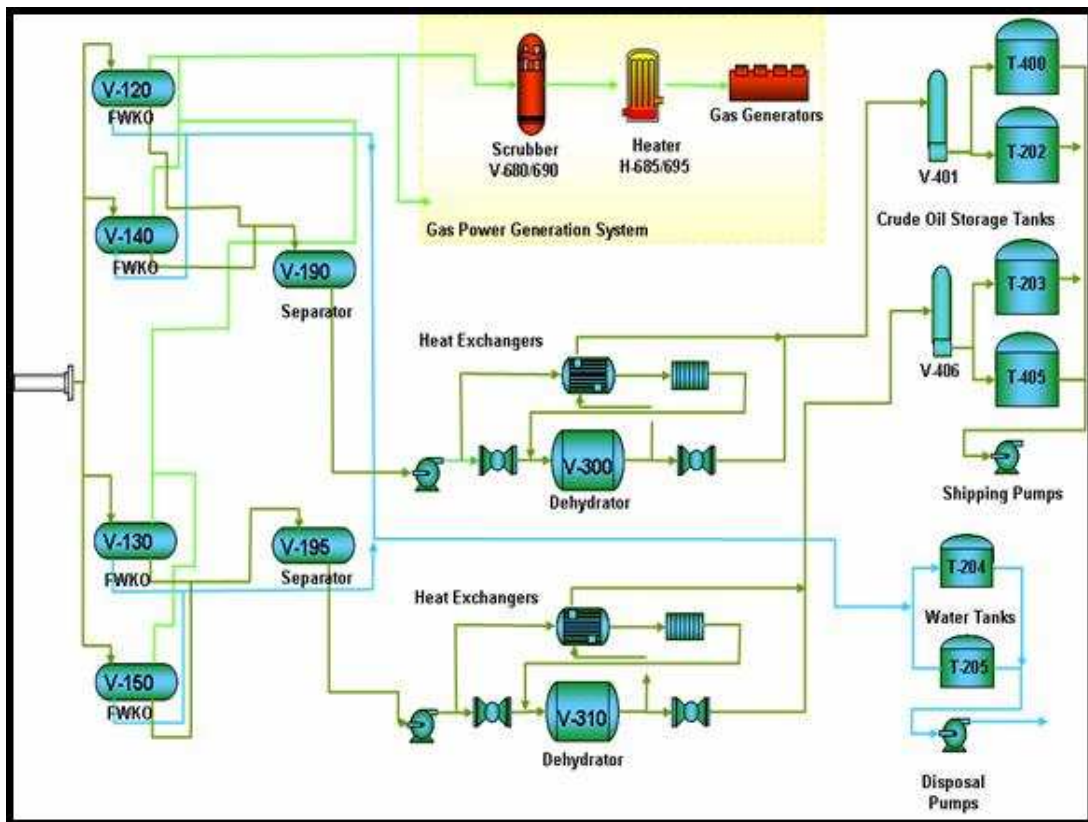 V-120
FWKO
V-140
FWKO
V-190
Separator
Scrubber
V-680/690
Heater
H-685/695
Gas Generators
Gas Power Generation System
V-401
T-400
T-202
Crude Oil Storage Tanks
T-203
V-406
T-405
Shipping Pumps
Heat Exchangers
V-300
Dehydrator
V-130
FWKO
V-195
Separator
V-150
FWKO
Heat Exchangers
V-310
Dehydrator
T-204
Water Tanks
T-205
Disposal
Pumps